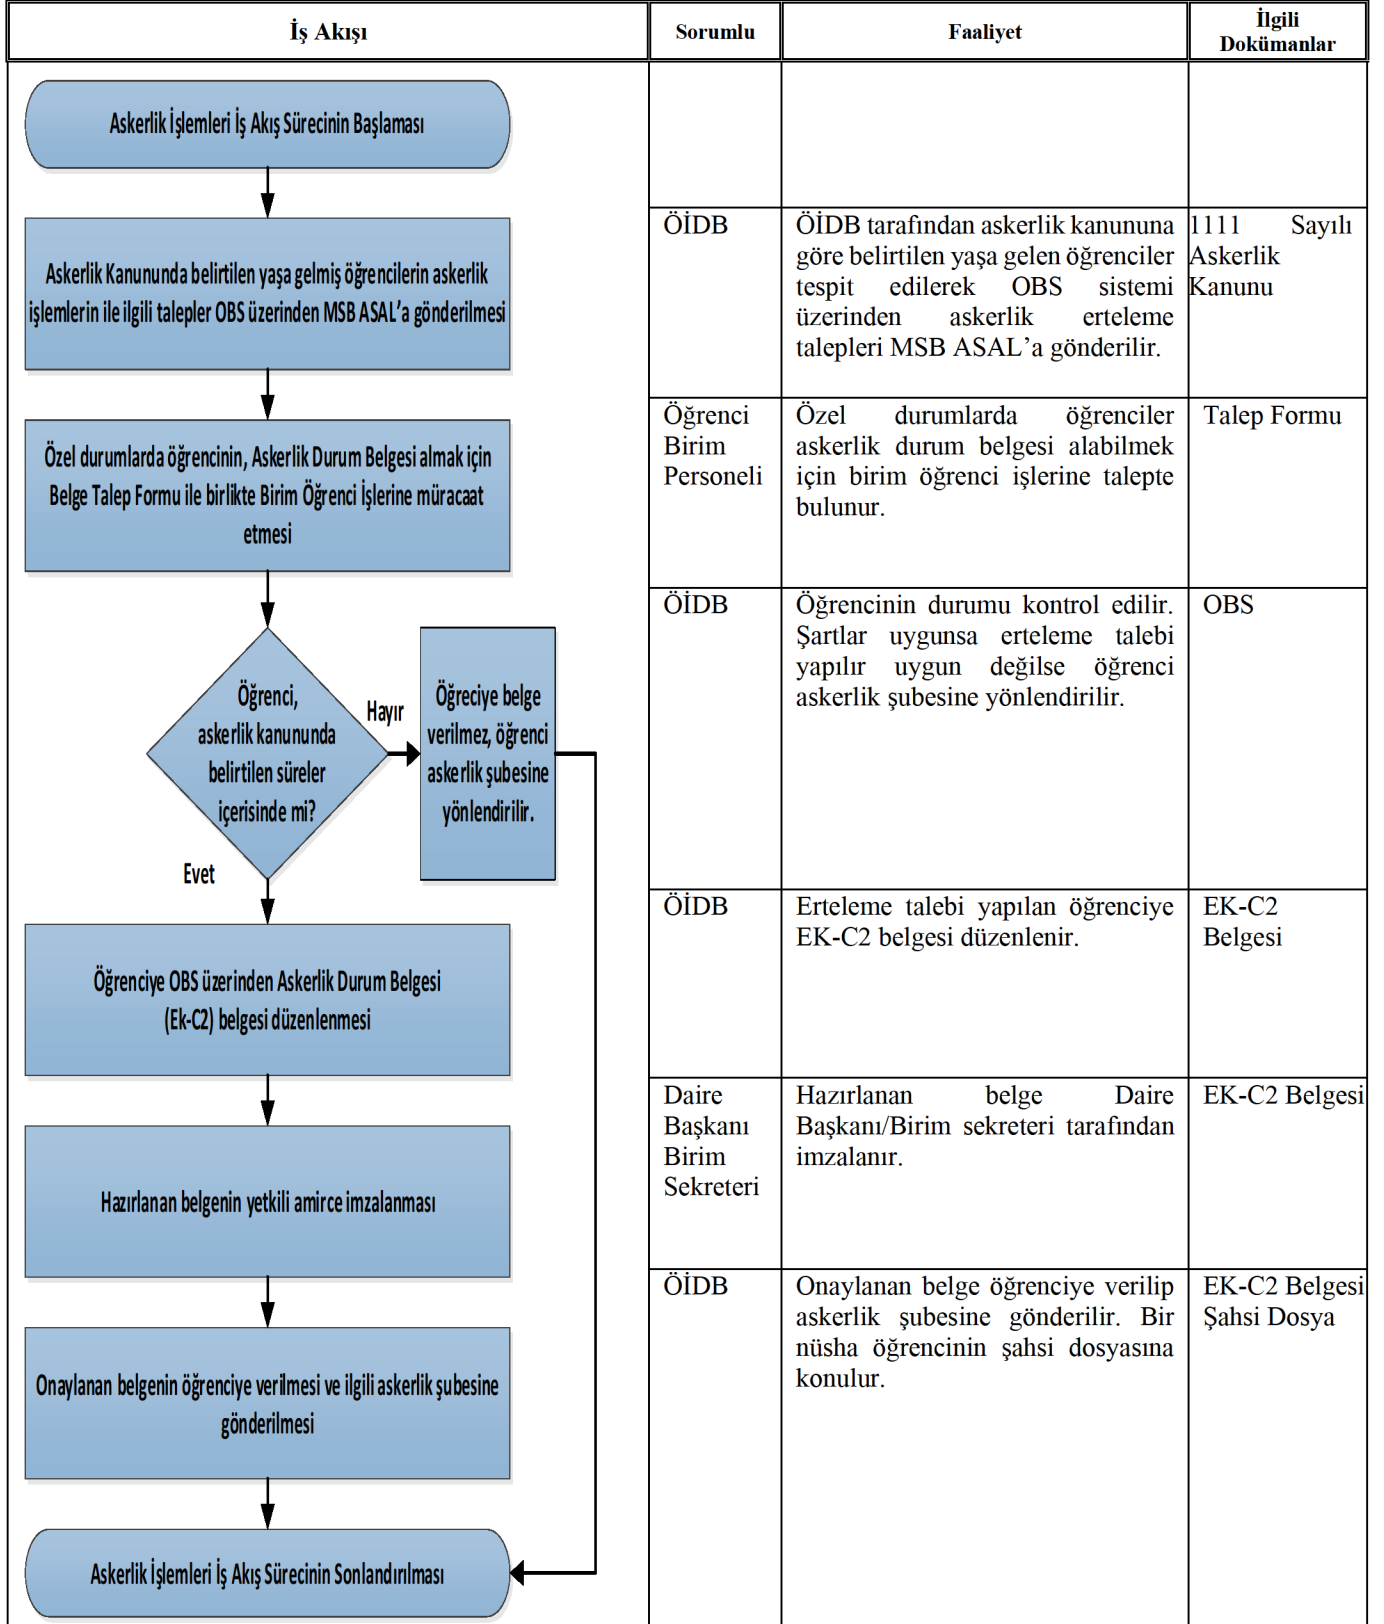 İş Akışı
Sorumlu
Faaliyet
İlgili
Dokümanlar
Askerlik İşlemleri İş Akış Sürecinin Başlaması
Askerlik Kanununda belirtilen yaşa gelmiş öğrencilerin askerlik
işlemlerin ile ilgili talepler OBS üzerinden MSB ASAL’a gönderilmesi
ÖİDB
ÖİDB tarafından askerlik kanununa
göre belirtilen yaşa gelen öğrenciler
tespit edilerek OBS sistemi
üzerinden askerlik erteleme
talepleri MSB ASAL’a gönderilir.
1111 Sayılı
Askerlik
Kanunu
Özel durumlarda öğrencinin, Askerlik Durum Belgesi almak için
Belge Talep Formu ile birlikte Birim Öğrenci İşlerine müracaat
etmesi
Öğrenci
Birim
Personeli
Özel durumlarda öğrenciler
askerlik durum belgesi alabilmek
için birim öğrenci işlerine talepte
bulunur.
Talep Formu
Öğrenci,
askerlik kanununda
belirtilen süreler
içerisinde mi?
Hayır
Öğreciye belge
verilmez, öğrenci
askerlik şubesine
yönlendirilir.
Evet
ÖİDB
Öğrencinin durumu kontrol edilir.
Şartlar uygunsa erteleme talebi
yapılır uygun değilse öğrenci
askerlik şubesine yönlendirilir.
OBS
Öğrenciye OBS üzerinden Askerlik Durum Belgesi
(Ek-C2) belgesi düzenlenmesi
ÖİDB
Erteleme talebi yapılan öğrenciye
EK-C2 belgesi düzenlenir.
EK-C2
Belgesi
Hazırlanan belgenin yetkili amirce imzalanması
Daire
Başkanı
Birim
Sekreteri
Hazırlanan belge Daire
Başkanı/Birim sekreteri tarafından
imzalanır.
EK-C2 Belgesi
Onaylanan belgenin öğrenciye verilmesi ve ilgili askerlik şubesine
gönderilmesi
ÖİDB
Onaylanan belge öğrenciye verilip
askerlik şubesine gönderilir. Bir
nüsha öğrencinin şahsi dosyasına
konulur.
EK-C2 Belgesi
Şahsi Dosya
Askerlik İşlemleri İş Akış Sürecinin Sonlandırılması